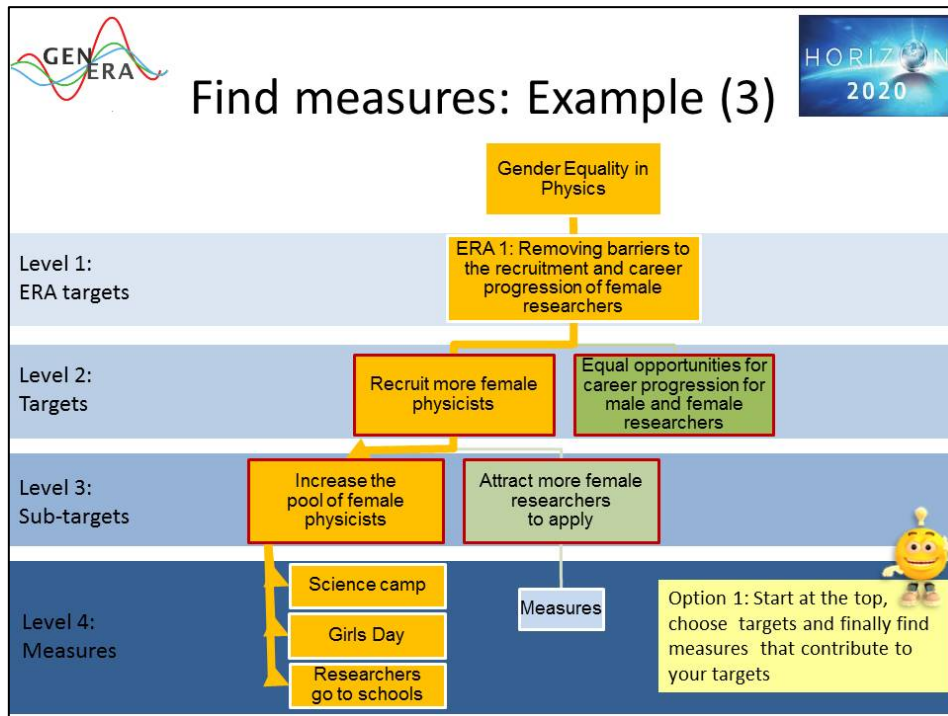 GEN
ERA
HORIZON
2020
Find measures: Example (3)
Gender Equality in
Physics
Level 1:
ERA targets
ERA 1: Removing barriers to
the recruitment and career
progression of female
researchers
Level 2:
Targets
Recruit more female
physicists
Equal opportunities for
career progression for
male and female
researchers
Level 3:
Sub-targets
Increase the
pool of female
physicists
Attract more female
researchers
to apply
Level 4:
Measures
Science camp
Girls Day
Researchers
go to schools
Measures
Option 1: Start at the top,
choose targets and finally find
measures that contribute to
your targets